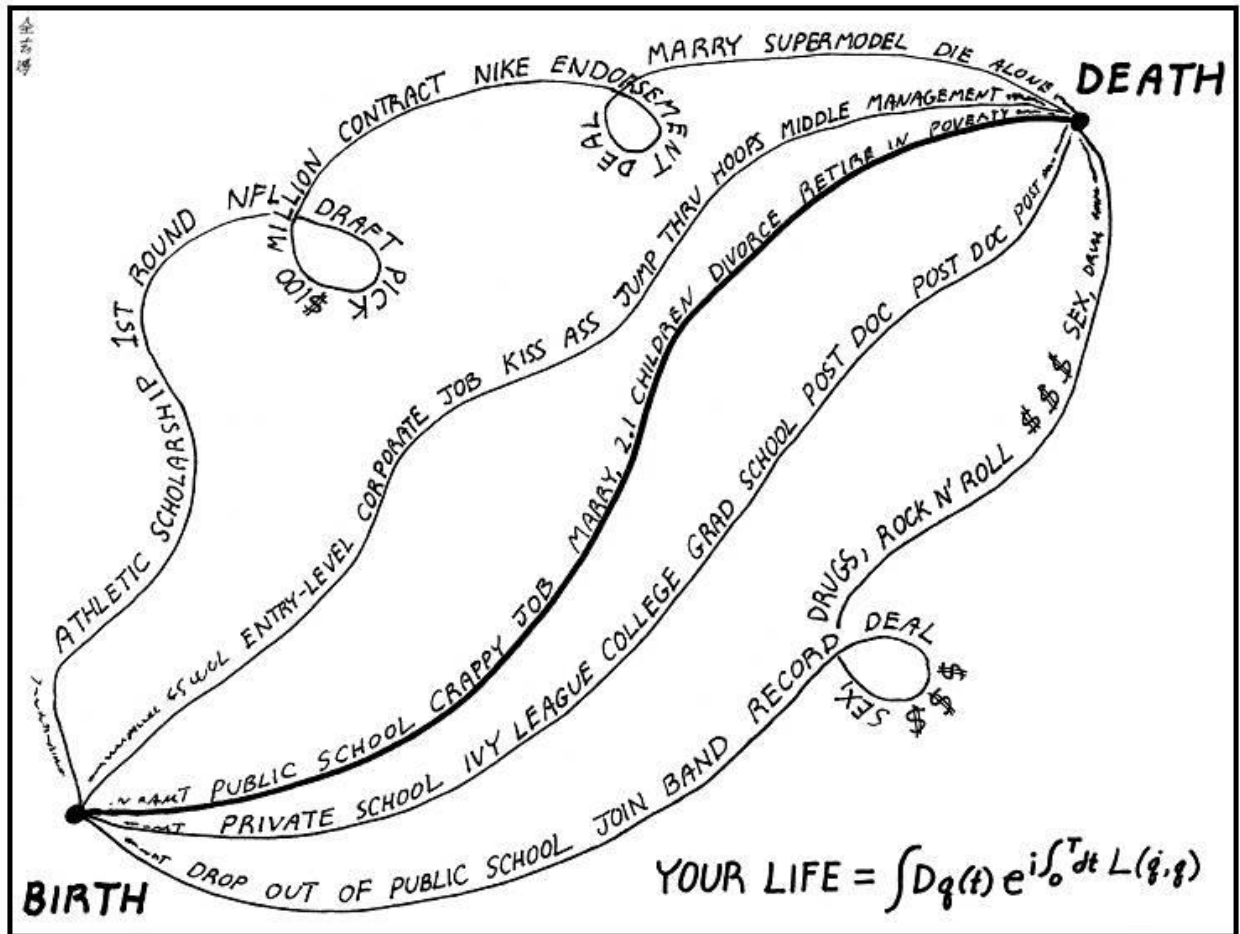 DEATH
MARRY SUPERMODEL DIE ALONE
ATHLETIC SCHOLARSHIP 1ST ROUND NFL DRAFT PICK $100 MILLION CONTRACT NIKE ENDORSEMENT DEAL
ENTRY-LEVEL CORPORATE JOB KISS ASS JUMP THRU HOOPS MIDDLE MANAGEMENT
PUBLIC SCHOOL CRAPPY JOB MARRY, 2.1 CHILDREN DIVORCE RETIRE IN POVERTY
PRIVATE SCHOOL IVY LEAGUE COLLEGE GRAD SCHOOL POST DOC POST DOC POST
DROP OUT OF PUBLIC SCHOOL JOIN BAND RECORD DEAL $ $ $ SEX, DRUGS, ROCK N' ROLL $ $ $ SEX,
BIRTH
YOUR LIFE = ∫Dq(t) e^{i∫_0^T dt L(q̇,q)}